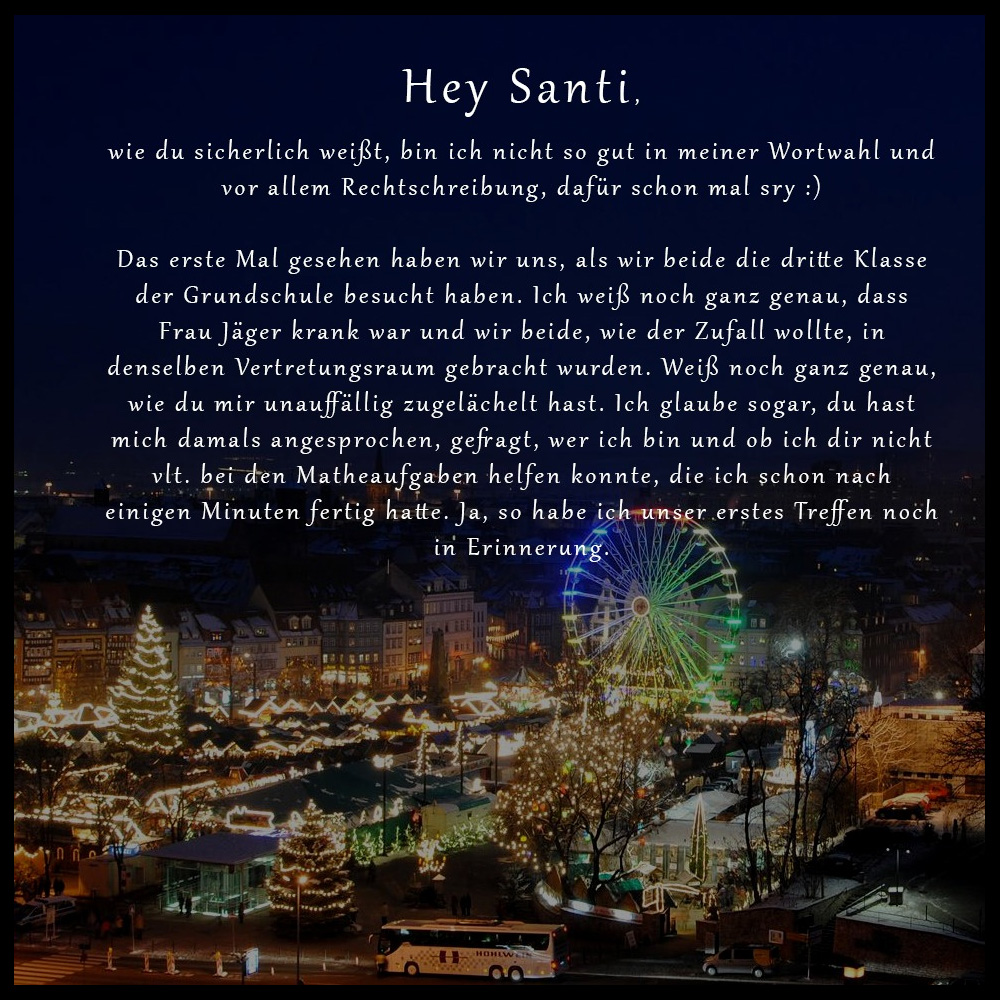 Hey Santi,
wie du sicherlich weißt, bin ich nicht so gut in meiner Wortwahl und
vor allem Rechtschreibung, dafür schon mal sry :)
Das erste Mal gesehen haben wir uns, als wir beide die dritte Klasse
der Grundschule besucht haben. Ich weiß noch ganz genau, dass
Frau Jäger krank war und wir beide, wie der Zufall wollte, in
denselben Vertretungsraum gebracht wurden. Weiß noch ganz genau,
wie du mir unauffällig zugelächelt hast. Ich glaube sogar, du hast
mich damals angesprochen, gefragt, wer ich bin und ob ich dir nicht
vlt. bei den Matheaufgaben helfen konnte, die ich schon nach
einigen Minuten fertig hatte. Ja, so habe ich unser erstes Treffen noch
in Erinnerung.